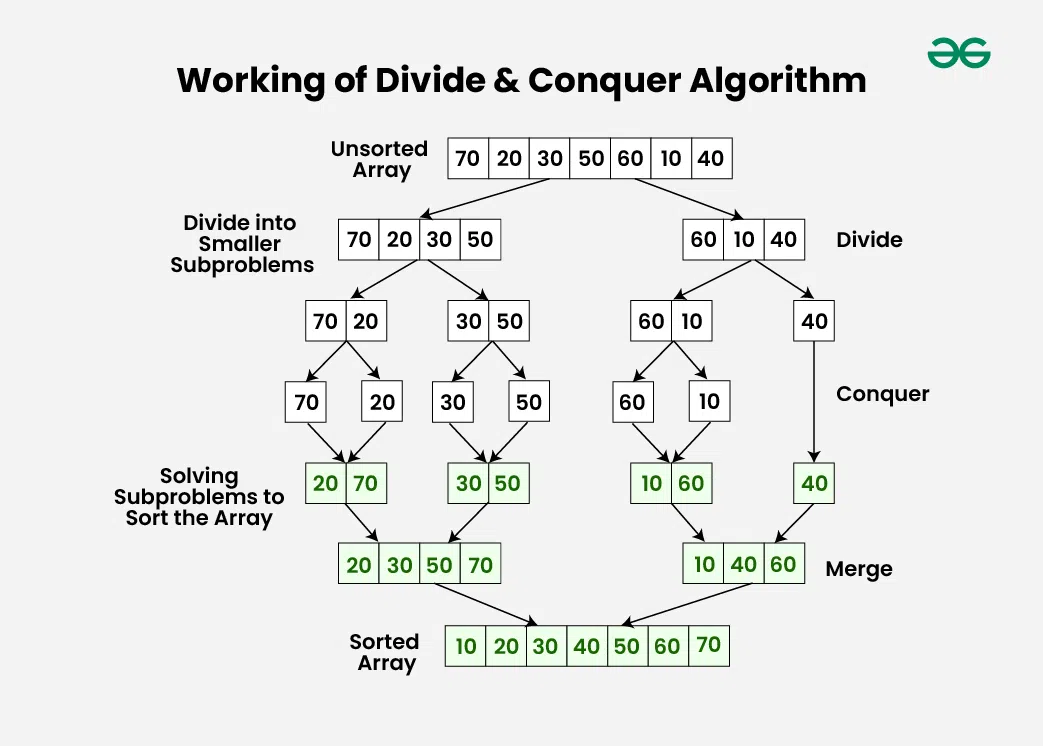 Working of Divide & Conquer Algorithm
Unsorted
Array
70 20 30 50 60 10 40
Divide into
Smaller
Subproblems
70 20 30 50
60 10 40
Divide
70 20
30 50
60 10
40
70
20
30
50
60
10
Conquer
Solving
Subproblems to
Sort the Array
20 70
30 50
10 60
40
20 30 50 70
10 40 60
Merge
Sorted
Array
10 20 30 40 50 60 70